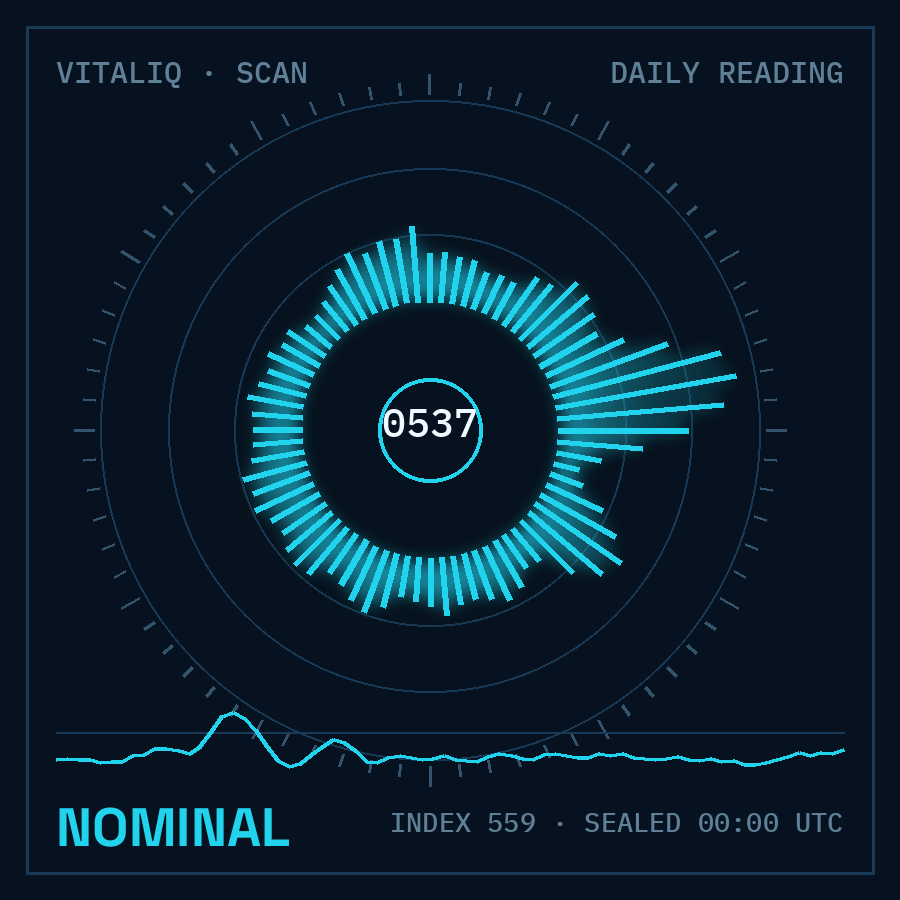 VITALIQ · SCAN
DAILY READING
0537
NOMINAL
INDEX 559 · SEALED 00:00 UTC